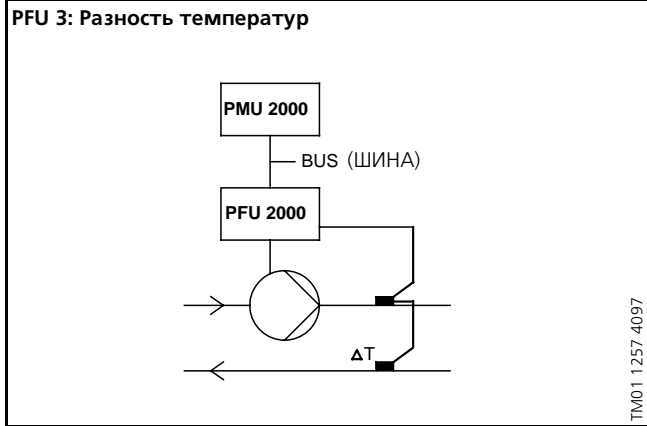 PFU 3: Разность температур
PMU 2000
BUS (ШИНА)
PFU 2000
ΔT
TM01 1257 4097